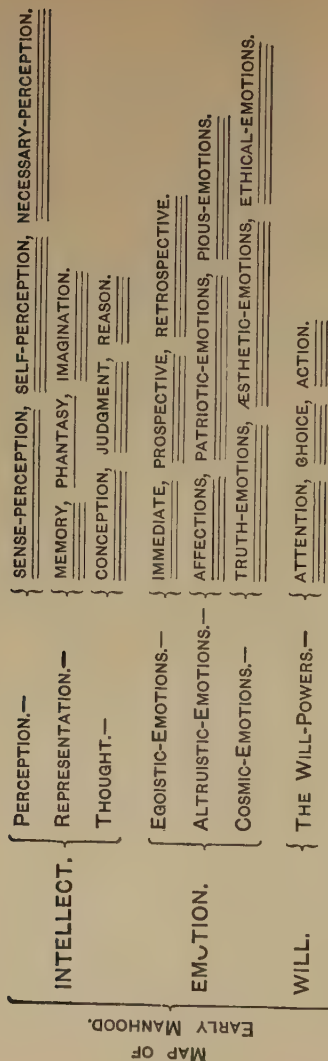 MAP OF
EARLY MANHOOD.
INTELLECT.
PERCEPTION.—
SENSE-PERCEPTION, SELF-PERCEPTION, NECESSARY-PERCEPTION.
REPRESENTATION.—
MEMORY, PHANTASY, IMAGINATION.
THOUGHT.—
CONCEPTION, JUDGMENT, REASON.
EMOTION.
EGOISTIC-EMOTIONS.—
IMMEDIATE, PROSPECTIVE, RETROSPECTIVE.
ALTRUISTIC-EMOTIONS.—
AFFECTIONS, PATRIOTIC-EMOTIONS, PIOUS-EMOTIONS.
COSMIC-EMOTIONS.—
TRUTH-EMOTIONS, ÆSTHETIC-EMOTIONS, ETHICAL-EMOTIONS.
WILL.
THE WILL-POWERS.—
ATTENTION, CHOICE, ACTION.